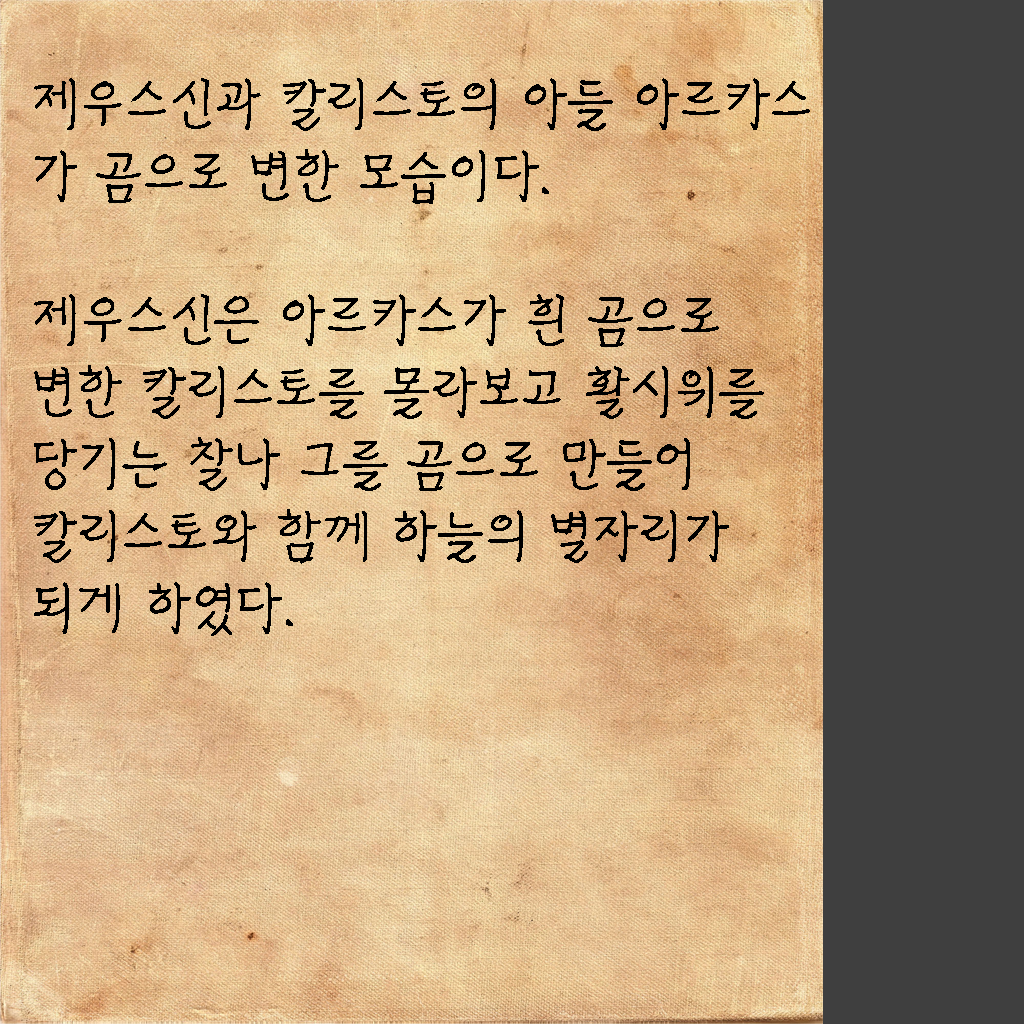 제우스신과 칼리스토의 아들 아르카스
가 곰으로 변한 모습이다.
제우스신은 아르카스가 흰 곰으로
변한 칼리스토를 몰라보고 활시위를
당기는 찰나 그를 곰으로 만들어
칼리스토와 함께 하늘의 별자리가
되게 하였다.